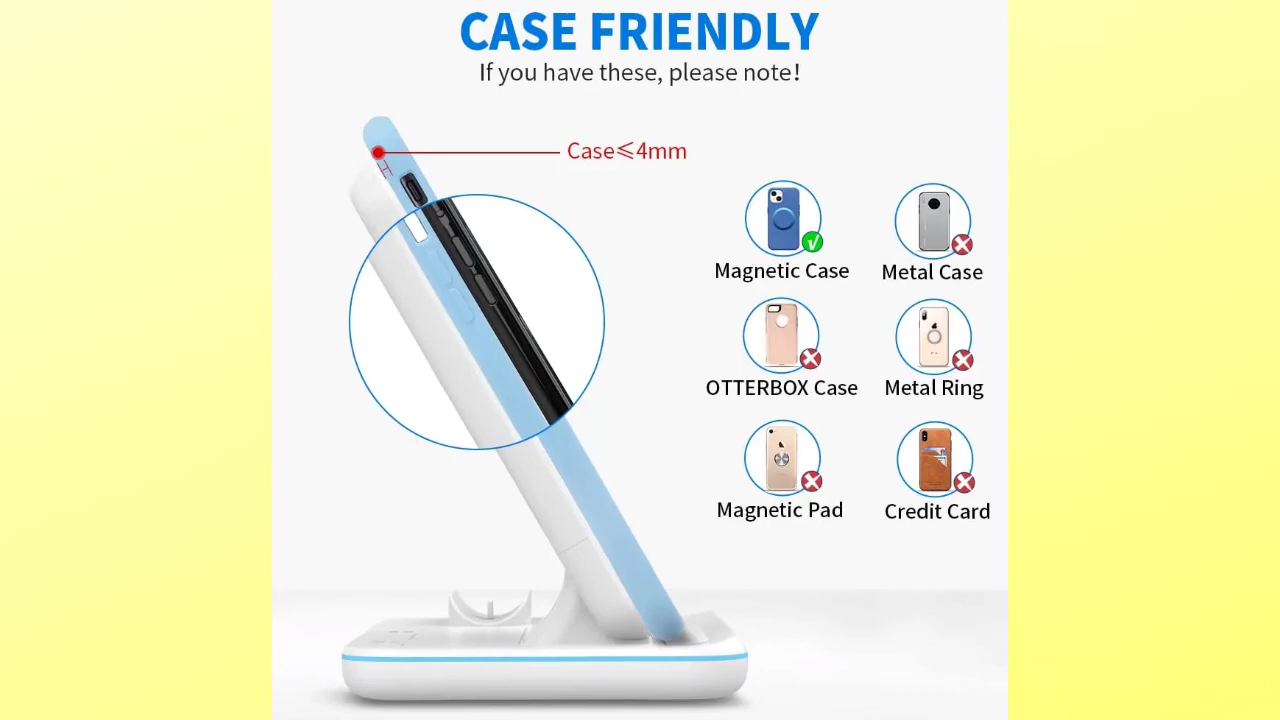 CASE FRIENDLY
If you have these, please note!
Case≤4mm
Magnetic Case
Metal Case
OTTERBOX Case
Metal Ring
Magnetic Pad
Credit Card